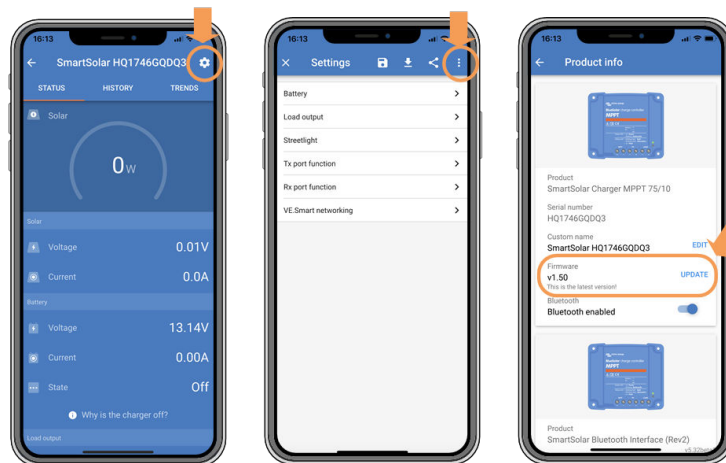 16:13
SmartSolar HQ1746GQDQ3
STATUS HISTORY TRENDS
Solar
0W
Solar
Voltage 0.01V
Current 0.0A
Battery
Voltage 13.14V
Current 0.00A
State Off
Why is the charger off?
Load output
16:13
Settings
Battery
Load output
Streetlight
Tx port function
Rx port function
VE.Smart networking
16:13
Product info
MPPT
Product
SmartSolar Charger MPPT 75/10
Serial number
HQ1746GQDQ3
Custom name
SmartSolar HQ1746GQDQ3 EDIT
Firmware
v1.50 UPDATE
This is the latest version!
Bluetooth
Bluetooth enabled
MPPT
Product
SmartSolar Bluetooth Interface (Rev2)